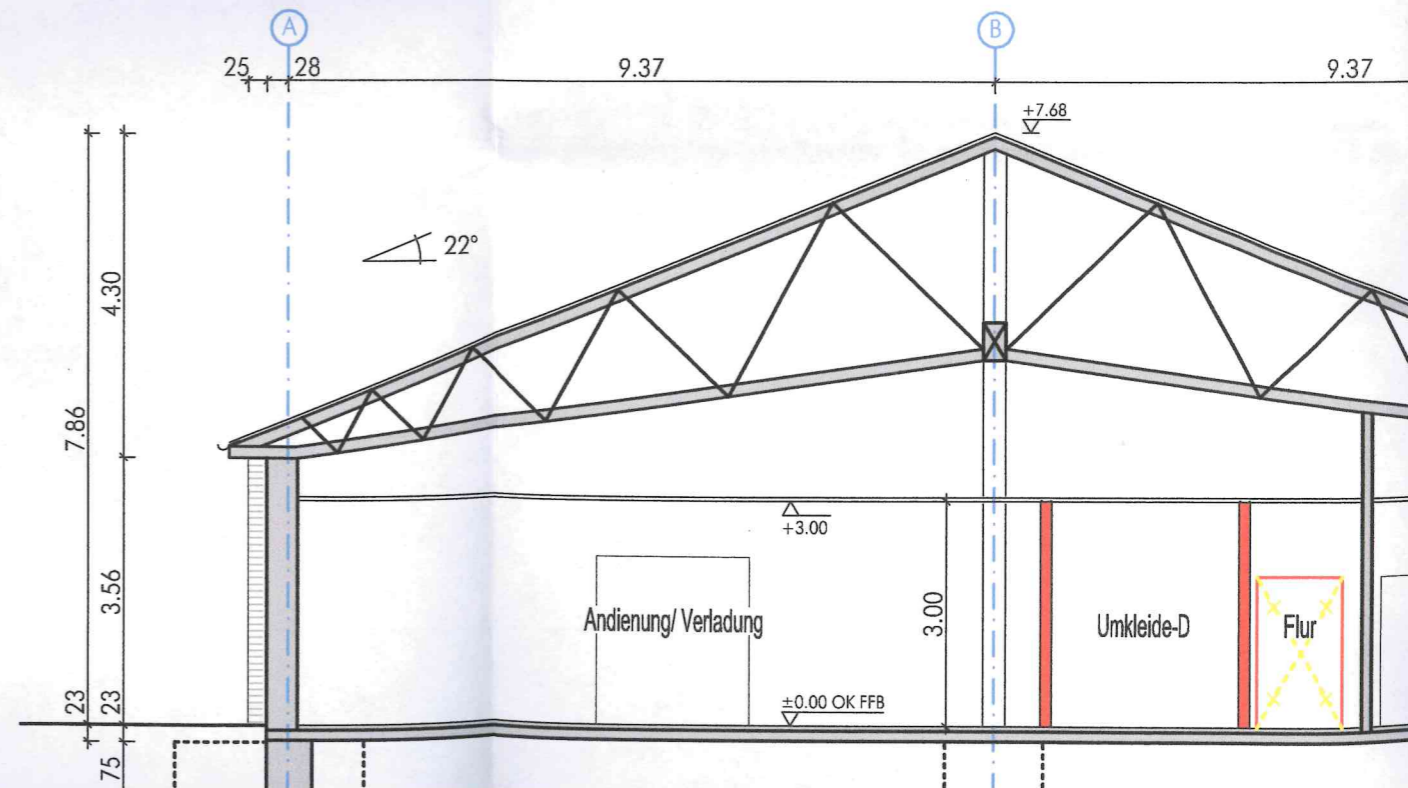 A
B
25
28
9.37
9.37
+7.68
22°
4.30
7.86
+3.00
3.56
3.00
Andienung/ Verladung
Umkleide-D
Flur
±0.00 OK FFB
23
23
75